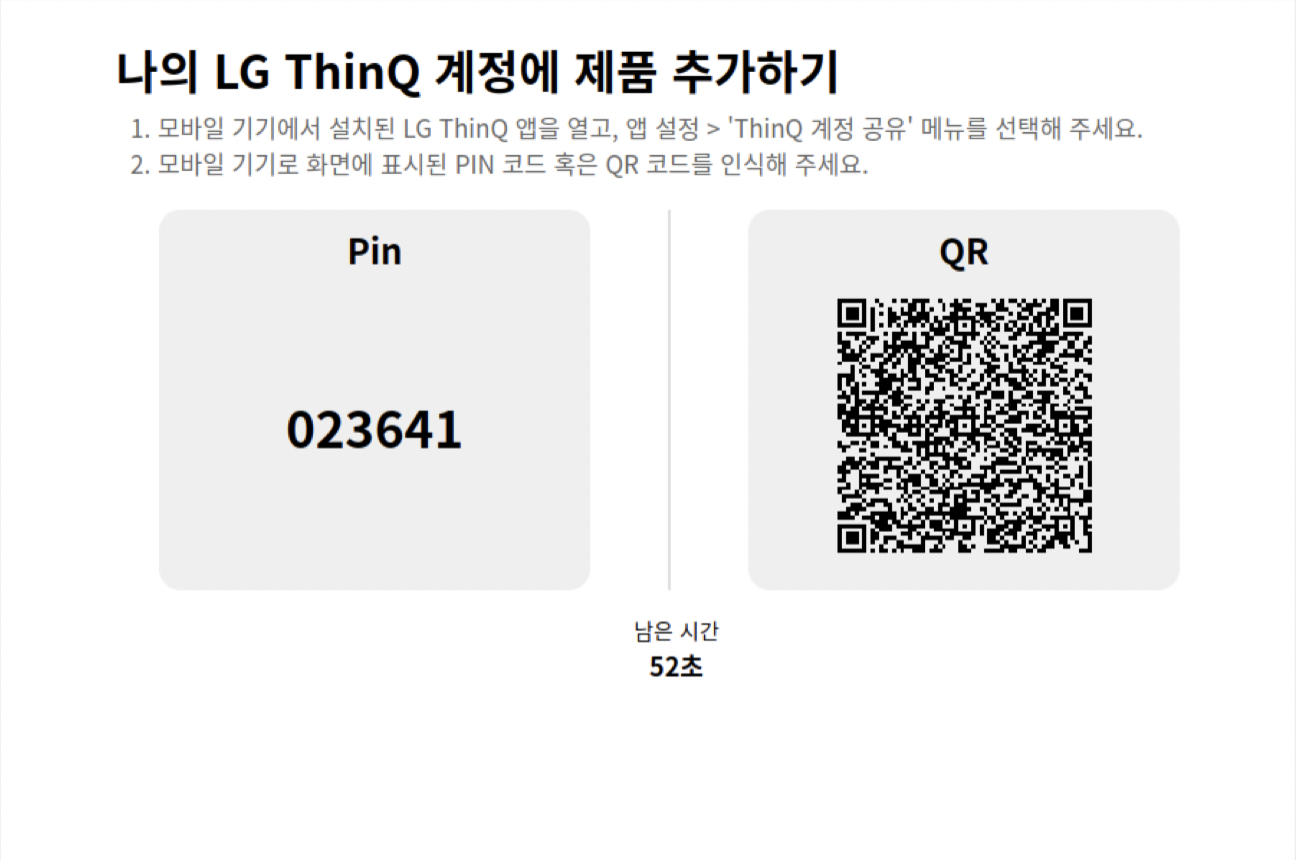 나의 LG ThinQ 계정에 제품 추가하기
1. 모바일 기기에서 설치된 LG ThinQ 앱을 열고, 앱 설정 > 'ThinQ 계정 공유' 메뉴를 선택해 주세요.
2. 모바일 기기로 화면에 표시된 PIN 코드 혹은 QR 코드를 인식해 주세요.
Pin
023641
QR
남은 시간
52초